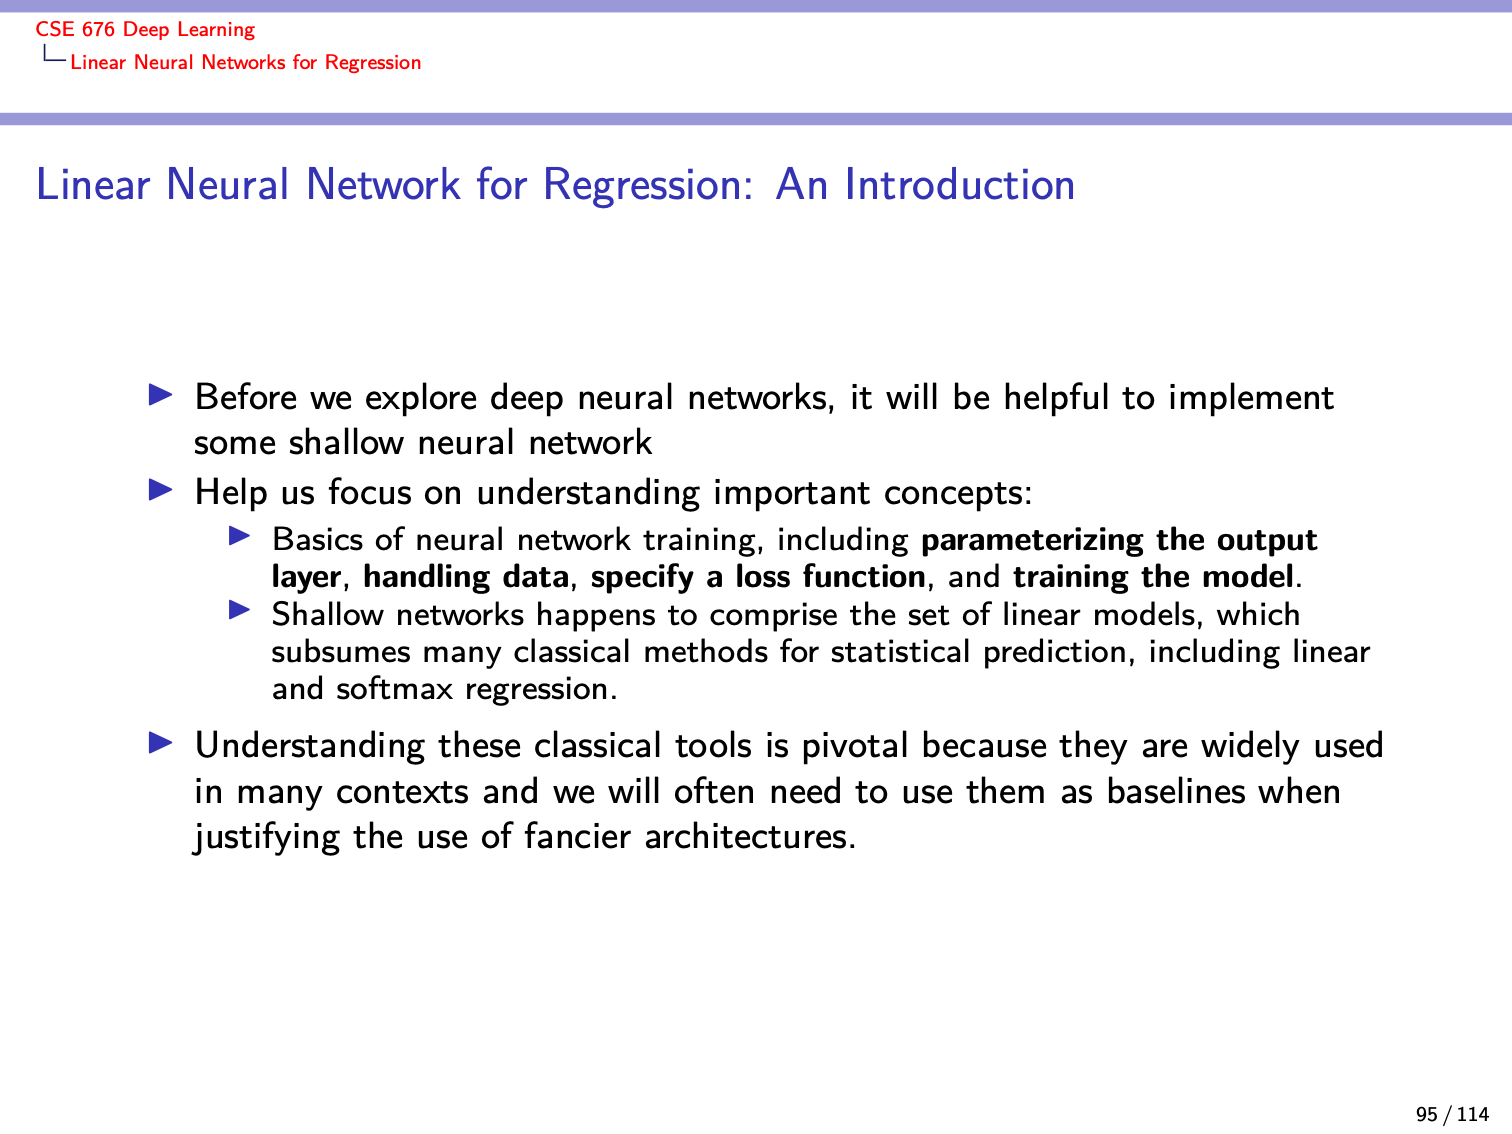 CSE 676 Deep Learning
Linear Neural Networks for Regression
Linear Neural Network for Regression: An Introduction
Before we explore deep neural networks, it will be helpful to implement
some shallow neural network
Help us focus on understanding important concepts:
Basics of neural network training, including parameterizing the output
layer, handling data, specify a loss function, and training the model.
Shallow networks happens to comprise the set of linear models, which
subsumes many classical methods for statistical prediction, including linear
and softmax regression.
Understanding these classical tools is pivotal because they are widely used
in many contexts and we will often need to use them as baselines when
justifying the use of fancier architectures.
95 / 114